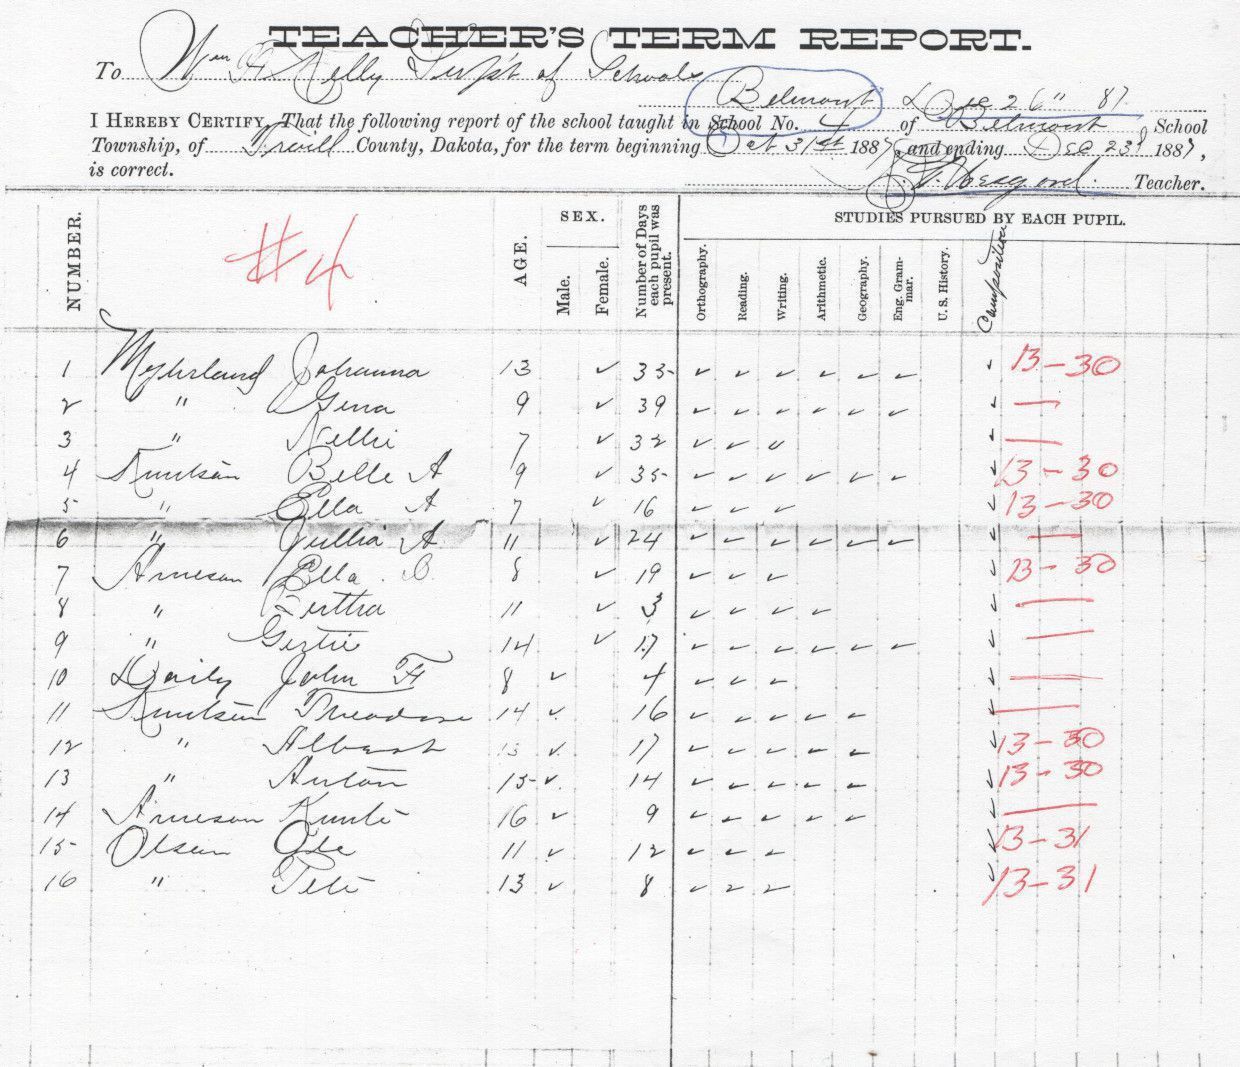 TEACHER'S TERM REPORT.
To Wm H Kelly Supt of Schools
Belmont Dec 26" 87.
I HEREBY CERTIFY, That the following report of the school taught in School No. 4 of Belmont School
Township, of Traill County, Dakota, for the term beginning Oct 31st 1887, and ending Dec 23d 1887,
is correct.
Teacher.
NUMBER. #4 AGE. SEX. Male. Female. Number of Days each pupil was present. STUDIES PURSUED BY EACH PUPIL.
Orthography. Reading. Writing. Arithmetic. Geography. Eng. Grammar. U. S. History. Composition
1 Myhrland Johanna 13 ✓ 35 ✓ ✓ ✓ ✓ ✓ ✓ ✓ 13-30
2 " Gena 9 ✓ 39 ✓ ✓ ✓ ✓ ✓ ✓ ✓ —
3 " Nellie 7 ✓ 32 ✓ ✓ ✓ ✓ —
4 Knutson Belle A 9 ✓ 35 ✓ ✓ ✓ ✓ ✓ ✓ ✓ 13-30
5 " Ella A 7 ✓ 16 ✓ ✓ ✓ ✓ 13-30
6 " Jullia A 11 ✓ 24 ✓ ✓ ✓ ✓ ✓ ✓ ✓ —
7 Arneson Ella C. 8 ✓ 19 ✓ ✓ ✓ ✓ 13-30
8 " Bertha 11 ✓ 3 ✓ ✓ ✓ ✓ ✓ —
9 " Gertie 14 ✓ 17 ✓ ✓ ✓ ✓ ✓ ✓ ✓ —
10 Daily John H 8 ✓ 4 ✓ ✓ ✓ ✓ —
11 Knutson Theodore 14 ✓ 16 ✓ ✓ ✓ ✓ ✓ ✓ —
12 " Albert 13 ✓ 17 ✓ ✓ ✓ ✓ ✓ ✓ 13-30
13 " Anton 15 ✓ 14 ✓ ✓ ✓ ✓ ✓ ✓ 13-30
14 Arneson Knute 16 ✓ 9 ✓ ✓ ✓ ✓ ✓ ✓ —
15 Olsen Ole 11 ✓ 12 ✓ ✓ ✓ ✓ 13-31
16 " Pete 13 ✓ 8 ✓ ✓ ✓ ✓ 13-31